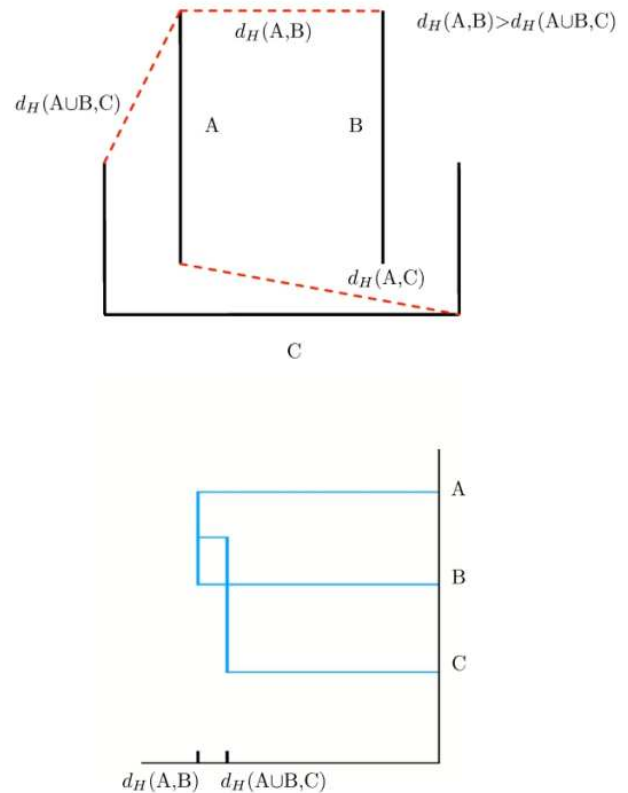 d_H(A,B)
d_H(A,B)>d_H(A∪B,C)
d_H(A∪B,C)
A
B
d_H(A,C)
C
A
B
C
d_H(A,B)
d_H(A∪B,C)